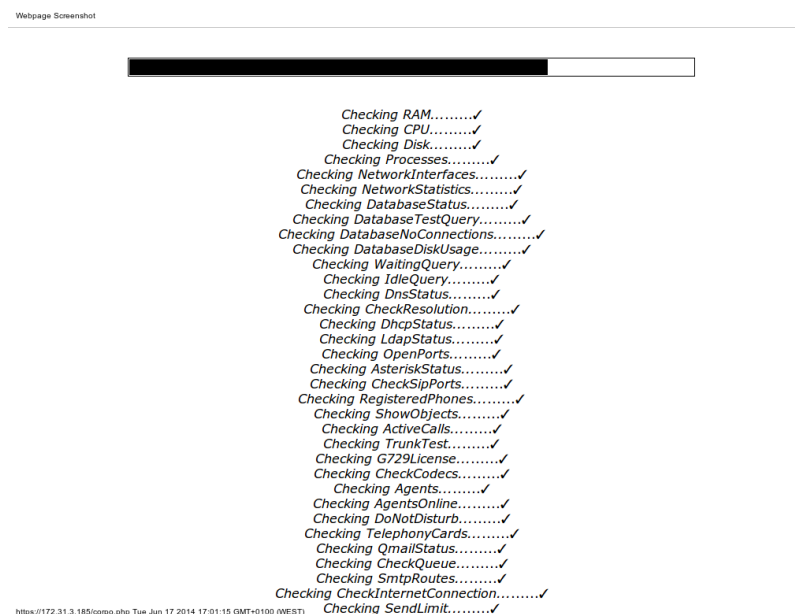 Webpage Screenshot
Checking RAM.........✓
Checking CPU.........✓
Checking Disk.........✓
Checking Processes.........✓
Checking NetworkInterfaces.........✓
Checking NetworkStatistics.........✓
Checking DatabaseStatus.........✓
Checking DatabaseTestQuery.........✓
Checking DatabaseNoConnections.........✓
Checking DatabaseDiskUsage.........✓
Checking WaitingQuery.........✓
Checking IdleQuery.........✓
Checking DnsStatus.........✓
Checking CheckResolution.........✓
Checking DhcpStatus.........✓
Checking LdapStatus.........✓
Checking OpenPorts.........✓
Checking AsteriskStatus.........✓
Checking CheckSipPorts.........✓
Checking RegisteredPhones.........✓
Checking ShowObjects.........✓
Checking ActiveCalls.........✓
Checking TrunkTest.........✓
Checking G729License.........✓
Checking CheckCodecs.........✓
Checking Agents.........✓
Checking AgentsOnline.........✓
Checking DoNotDisturb.........✓
Checking TelephonyCards.........✓
Checking QmailStatus.........✓
Checking CheckQueue.........✓
Checking SmtpRoutes.........✓
Checking CheckInternetConnection.........✓
Checking SendLimit.........✓
https://172.31.3.185/corpo.php Tue Jun 17 2014 17:01:15 GMT+0100 (WEST)